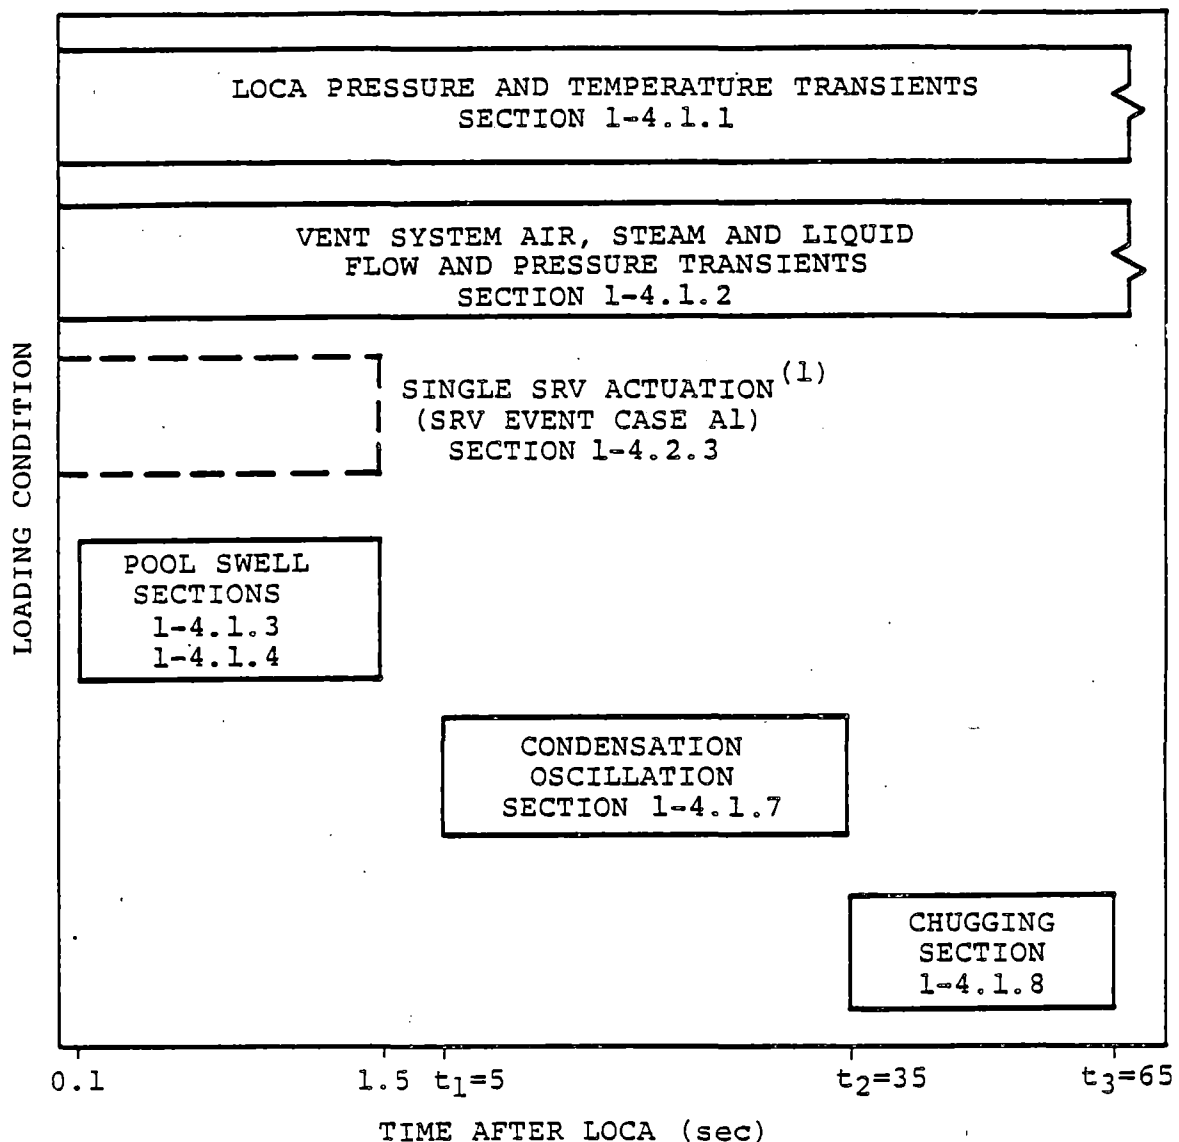 LOCA PRESSURE AND TEMPERATURE TRANSIENTS
SECTION 1-4.1.1
VENT SYSTEM AIR, STEAM AND LIQUID
FLOW AND PRESSURE TRANSIENTS
SECTION 1-4.1.2
SINGLE SRV ACTUATION(1)
(SRV EVENT CASE A1)
SECTION 1-4.2.3
LOADING CONDITION
POOL SWELL
SECTIONS
1-4.1.3
1-4.1.4
CONDENSATION
OSCILLATION
SECTION 1-4.1.7
CHUGGING
SECTION
1-4.1.8
0.1 1.5 t1=5 t2=35 t3=65
TIME AFTER LOCA (sec)